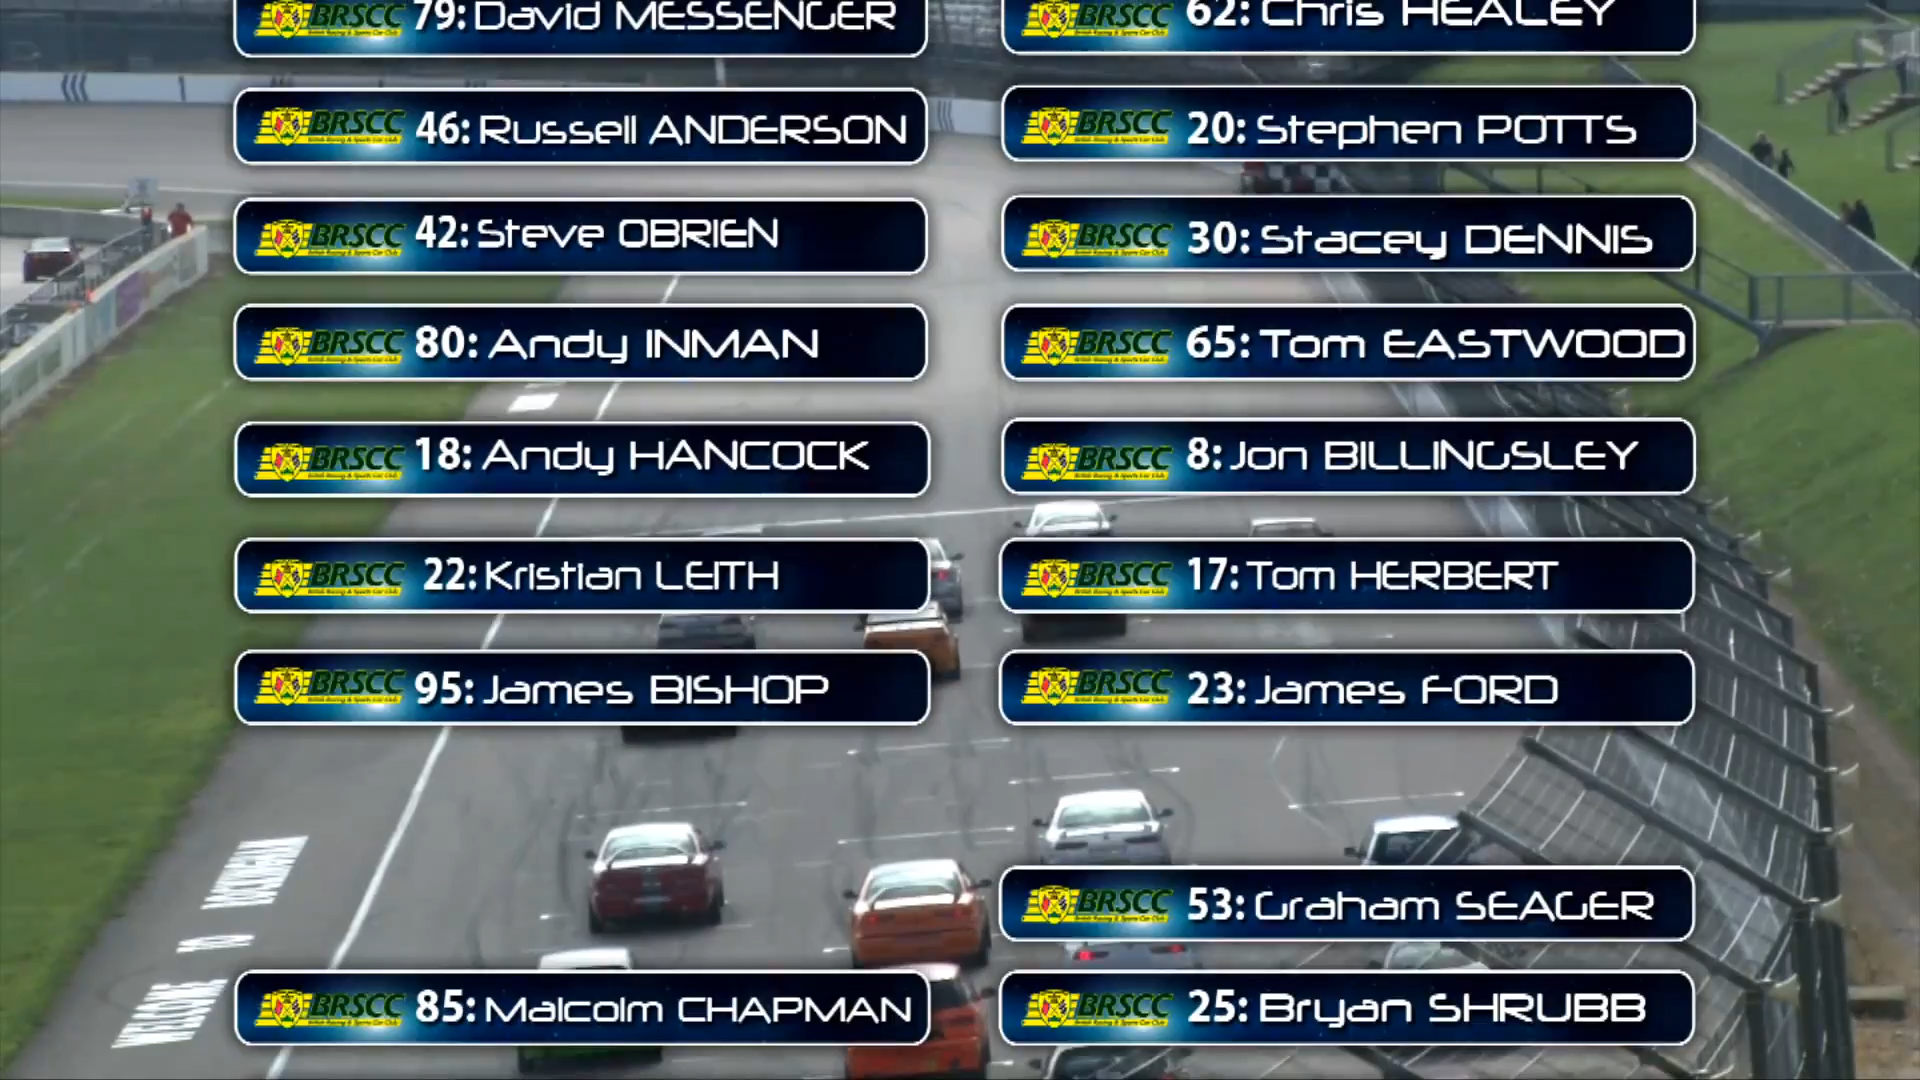 BRSCC 79: David MESSENGER
BRSCC 62: Chris HEALEY
BRSCC 46: Russell ANDERSON
BRSCC 20: Stephen POTTS
BRSCC 42: Steve OBRIEN
BRSCC 30: Stacey DENNIS
BRSCC 80: Andy INMAN
BRSCC 65: Tom EASTWOOD
BRSCC 18: Andy HANCOCK
BRSCC 8: Jon BILLINGSLEY
BRSCC 22: Kristian LEITH
BRSCC 17: Tom HERBERT
BRSCC 95: James BISHOP
BRSCC 23: James FORD
BRSCC 53: Graham SEAGER
BRSCC 85: Malcolm CHAPMAN
BRSCC 25: Bryan SHRUBB
WELCOME
TO
ROCKINGHAM